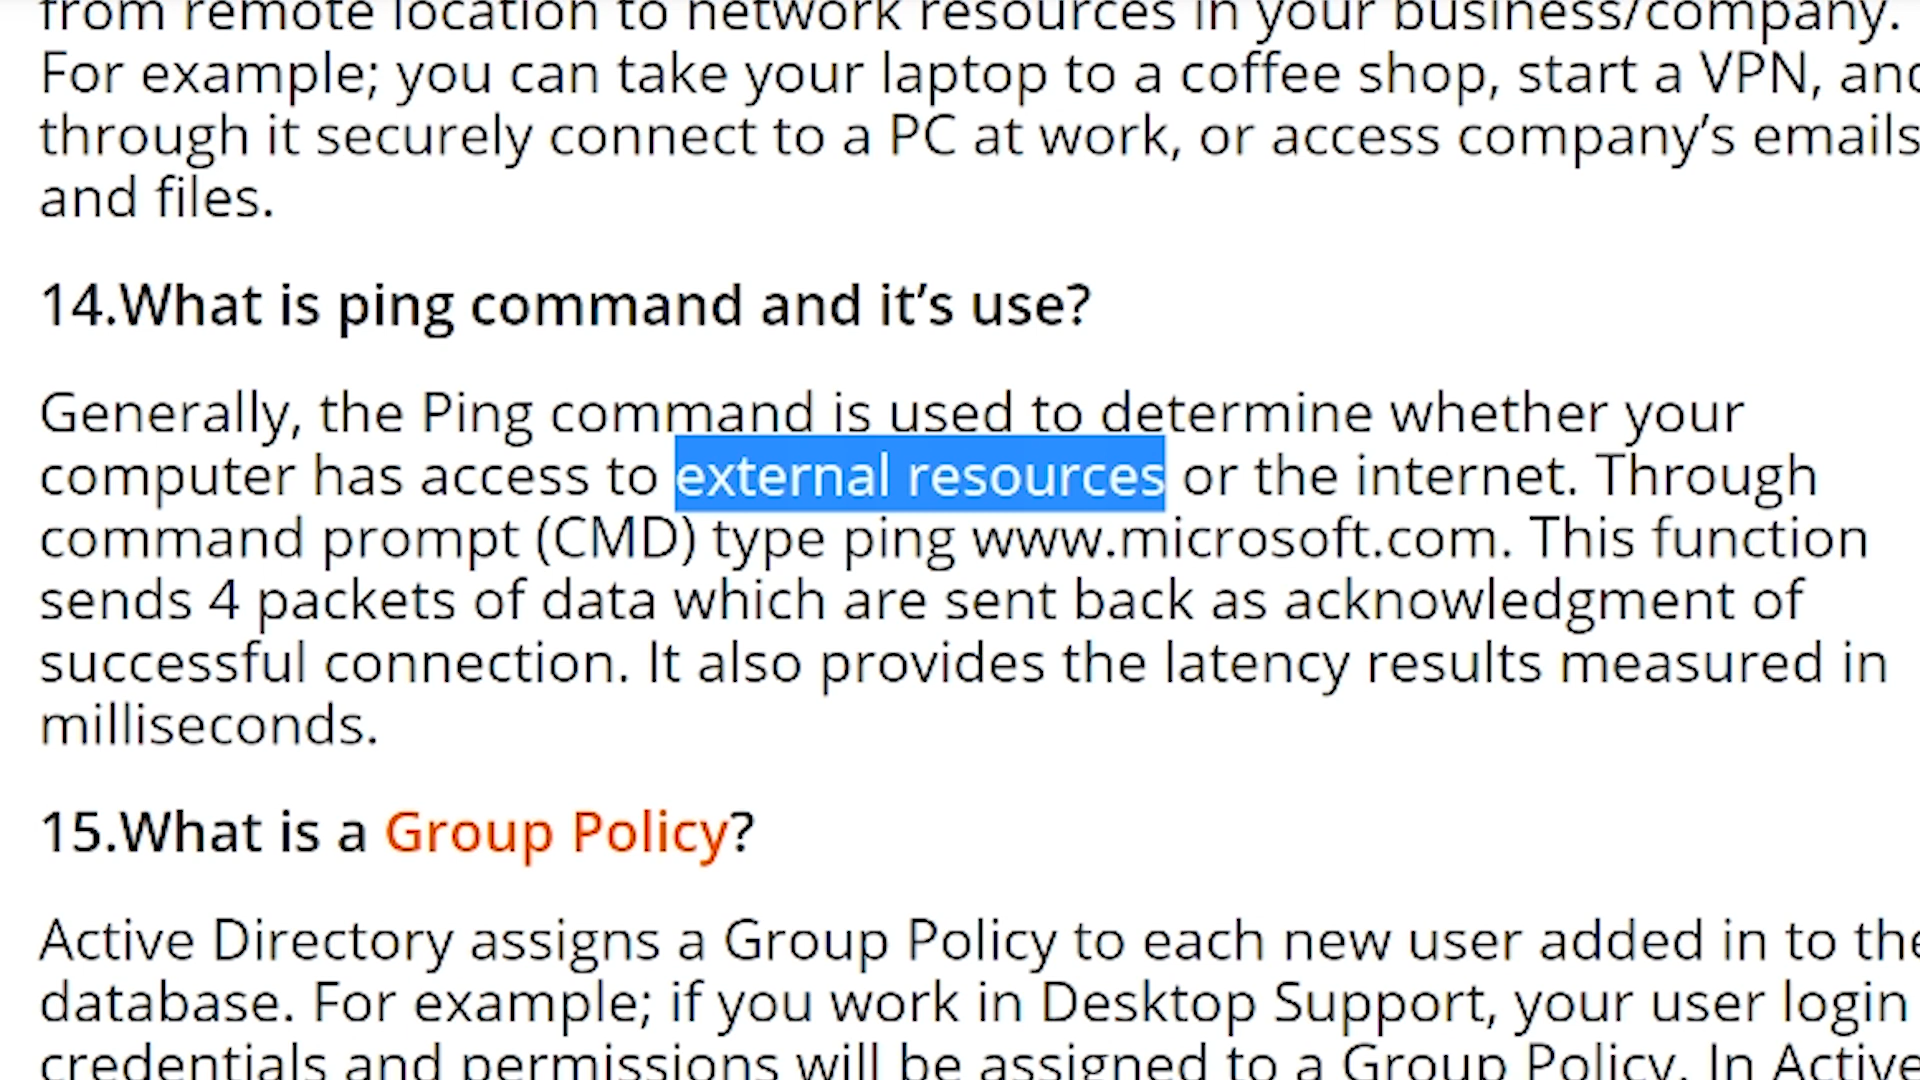 from remote location to network resources in your business/company.
For example; you can take your laptop to a coffee shop, start a VPN, and
through it securely connect to a PC at work, or access company’s emails
and files.
14.What is ping command and it’s use?
Generally, the Ping command is used to determine whether your
computer has access to external resources or the internet. Through
command prompt (CMD) type ping www.microsoft.com. This function
sends 4 packets of data which are sent back as acknowledgment of
successful connection. It also provides the latency results measured in
milliseconds.
15.What is a Group Policy?
Active Directory assigns a Group Policy to each new user added in to the
database. For example; if you work in Desktop Support, your user login
credentials and permissions will be assigned to a Group Policy. In Active